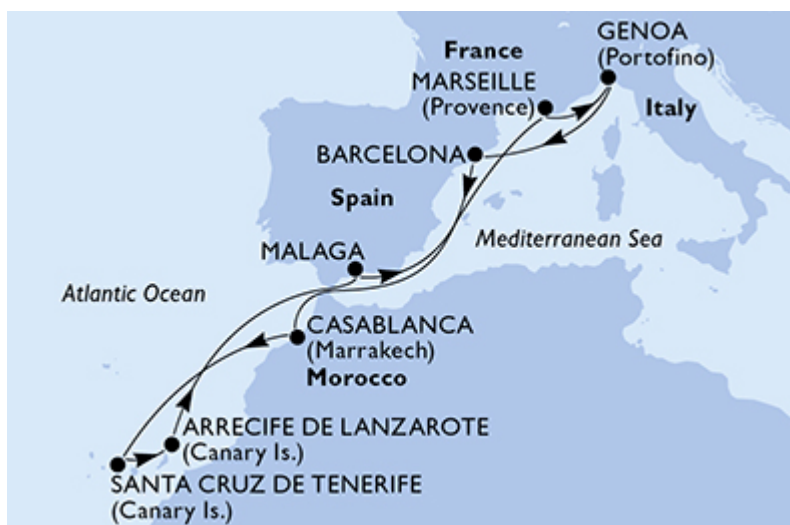 GENOA
(Portofino)
France
MARSEILLE
(Provence)
Italy
BARCELONA
Spain
Mediterranean Sea
MALAGA
Atlantic Ocean
CASABLANCA
(Marrakech)
Morocco
ARRECIFE DE LANZAROTE
(Canary Is.)
SANTA CRUZ DE TENERIFE
(Canary Is.)